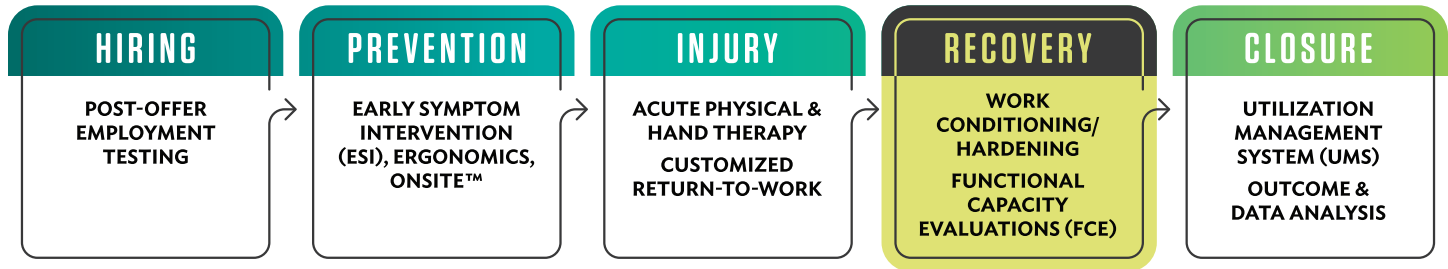 HIRING
POST-OFFER
EMPLOYMENT
TESTING
PREVENTION
EARLY SYMPTOM
INTERVENTION
(ESI), ERGONOMICS,
ONSITE™
INJURY
ACUTE PHYSICAL &
HAND THERAPY
CUSTOMIZED
RETURN-TO-WORK
RECOVERY
WORK
CONDITIONING/
HARDENING
FUNCTIONAL
CAPACITY
EVALUATIONS (FCE)
CLOSURE
UTILIZATION
MANAGEMENT
SYSTEM (UMS)
OUTCOME &
DATA ANALYSIS